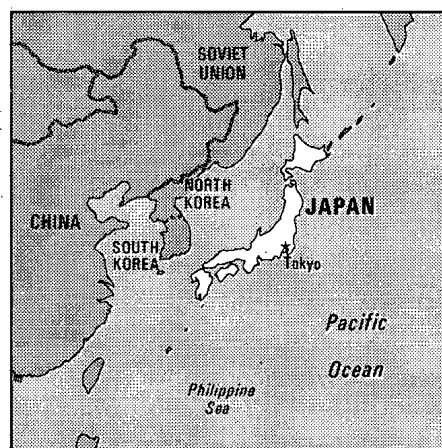 SOVIET
UNION
NORTH
KOREA
JAPAN
CHINA
SOUTH
KOREA
Tokyo
Pacific
Ocean
Philippine
Sea